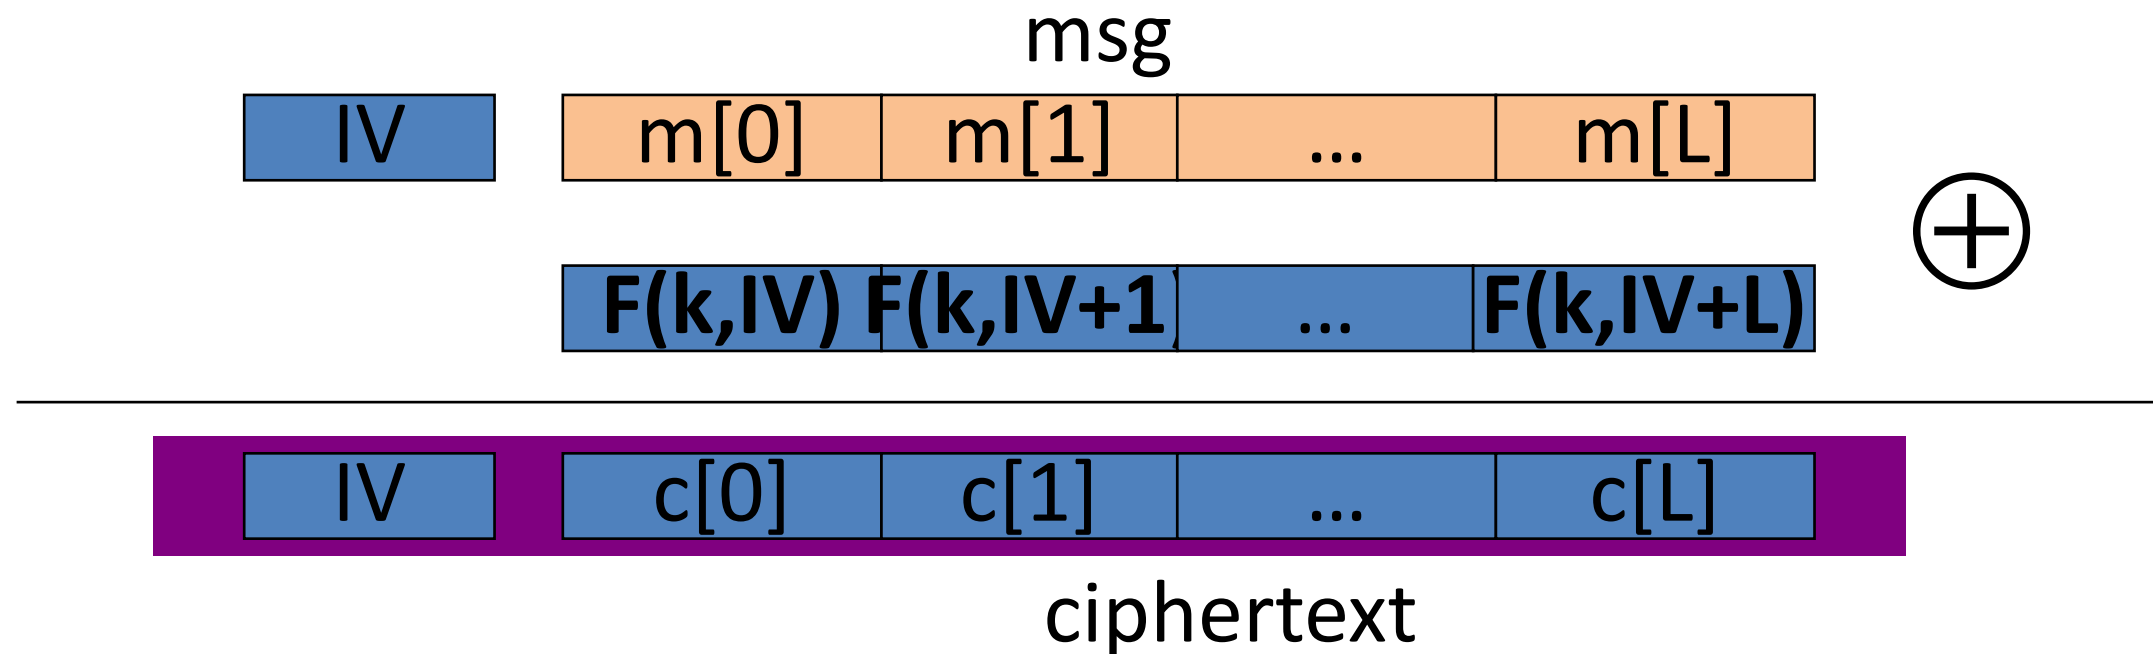 msg
IV m[0] m[1] … m[L]
F(k,IV) F(k,IV+1) … F(k,IV+L)
IV c[0] c[1] … c[L]
ciphertext